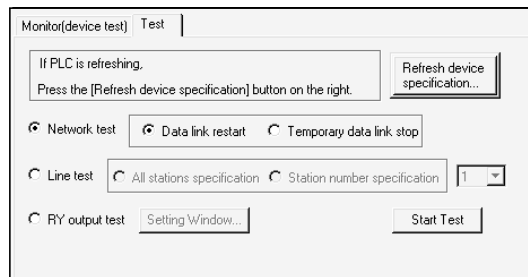 Monitor(device test) Test
If PLC is refreshing,
Press the [Refresh device specification] button on the right.
Refresh device
specification...
Network test Data link restart Temporary data link stop
Line test All stations specification Station number specification 1
RY output test Setting Window... Start Test